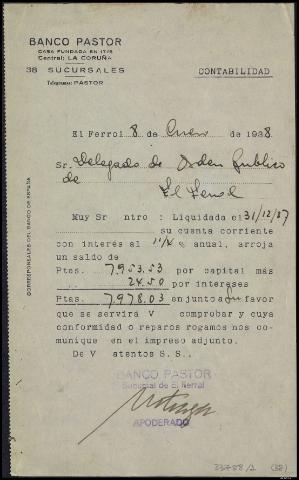 BANCO PASTOR
CASA FUNDADA EN 1776
Central: LA CORUÑA
38 SUCURSALES
Telegramas: PASTOR
CONTABILIDAD
El Ferrol 8 de Enero de 1938
Sr. Delegado de Orden Publico
de
El Ferrol
Muy Sr ntro : Liquidada el 31/12/37
su cuenta corriente
con interés al % anual, arroja
un saldo de
Ptas. 7953.53 por capital más
24.50 por intereses
Ptas. 7,978.03 en junto a su favor
que se servirá V comprobar y cuya
conformidad o reparos rogamos nos co-
munique en el impreso adjunto.
De V atentos S.S.,
BANCO PASTOR
Sucursal de El Ferrol
APODERADO
CORRESPONSALES DEL BANCO DE ESPAÑA
(38)